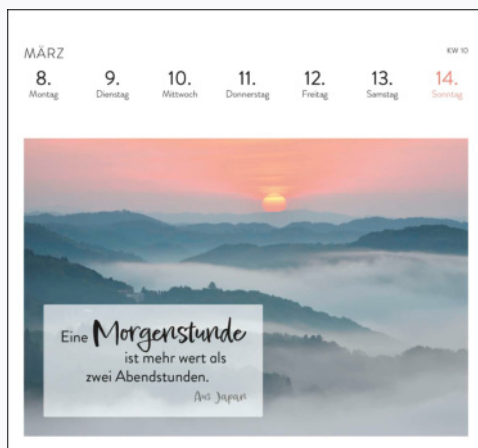 MÄRZ KW 10
8. 9. 10. 11. 12. 13. 14.
Montag Dienstag Mittwoch Donnerstag Freitag Samstag Sonntag
Eine Morgenstunde
ist mehr wert als
zwei Abendstunden.
Aus Japan